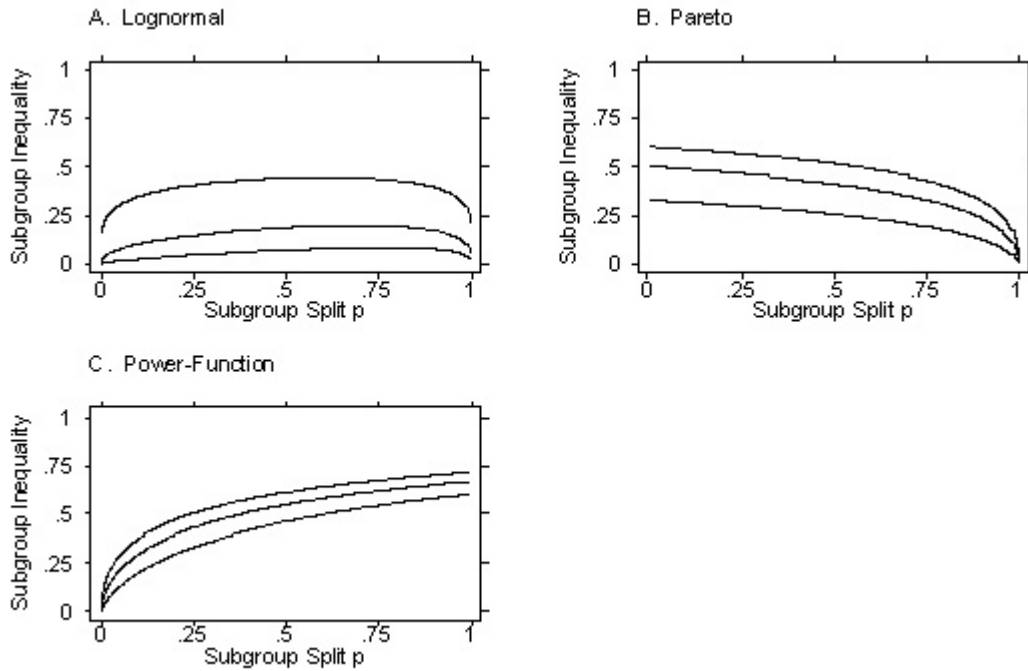 A. Lognormal
Subgroup Inequality
1
.75
.5
.25
0
0 .25 .5 .75 1
Subgroup Split p
B. Pareto
Subgroup Inequality
1
.75
.5
.25
0
0 .25 .5 .75 1
Subgroup Split p
C. Power-Function
Subgroup Inequality
1
.75
.5
.25
0
0 .25 .5 .75 1
Subgroup Split p